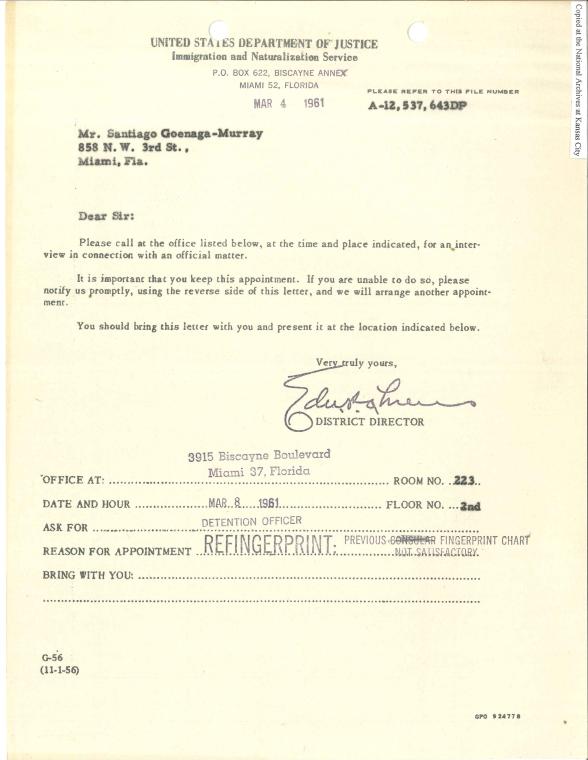 UNITED STATES DEPARTMENT OF JUSTICE
Immigration and Naturalization Service
P.O. BOX 622, BISCAYNE ANNEX
MIAMI 52, FLORIDA
MAR 4 1961
PLEASE REFER TO THIS FILE NUMBER
A-12,537,643DP
Copied at the National Archives at Kansas City
Mr. Santiago Goenaga-Murray
858 N.W. 3rd St.,
Miami, Fla.
Dear Sir:
Please call at the office listed below, at the time and place indicated, for an inter-
view in connection with an official matter.
It is important that you keep this appointment. If you are unable to do so, please
notify us promptly, using the reverse side of this letter, and we will arrange another appoint-
ment.
You should bring this letter with you and present it at the location indicated below.
Very truly yours,
DISTRICT DIRECTOR
3915 Biscayne Boulevard
Miami 37, Florida
OFFICE AT: ROOM NO. 223
DATE AND HOUR MAR 8 1961 FLOOR NO. 2nd
ASK FOR DETENTION OFFICER
REASON FOR APPOINTMENT REFINGERPRINT: PREVIOUS CONSULAR FINGERPRINT CHART
NOT SATISFACTORY.
BRING WITH YOU:
G-56
(11-1-56)
GPO 924778